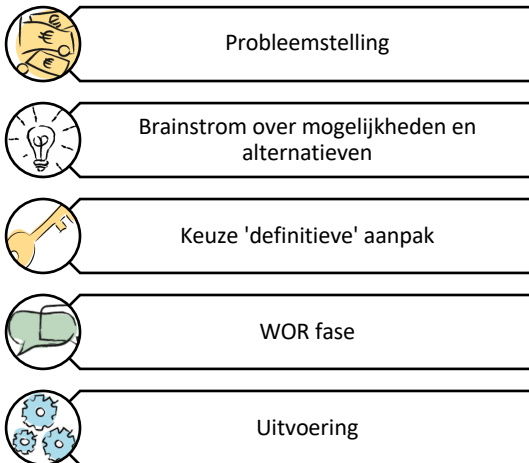 Probleemstelling
Brainstrom over mogelijkheden en
alternatieven
Keuze 'definitieve' aanpak
WOR fase
Uitvoering